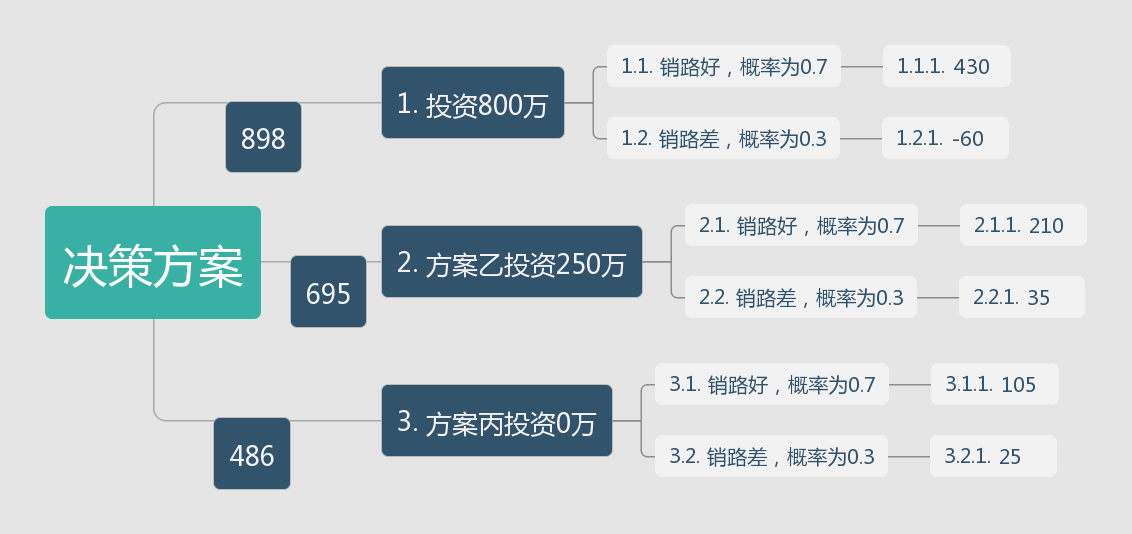 决策方案
898
1. 投资800万
1.1. 销路好，概率为0.7
1.1.1. 430
1.2. 销路差，概率为0.3
1.2.1. -60
695
2. 方案乙投资250万
2.1. 销路好，概率为0.7
2.1.1. 210
2.2. 销路差，概率为0.3
2.2.1. 35
486
3. 方案丙投资0万
3.1. 销路好，概率为0.7
3.1.1. 105
3.2. 销路差，概率为0.3
3.2.1. 25